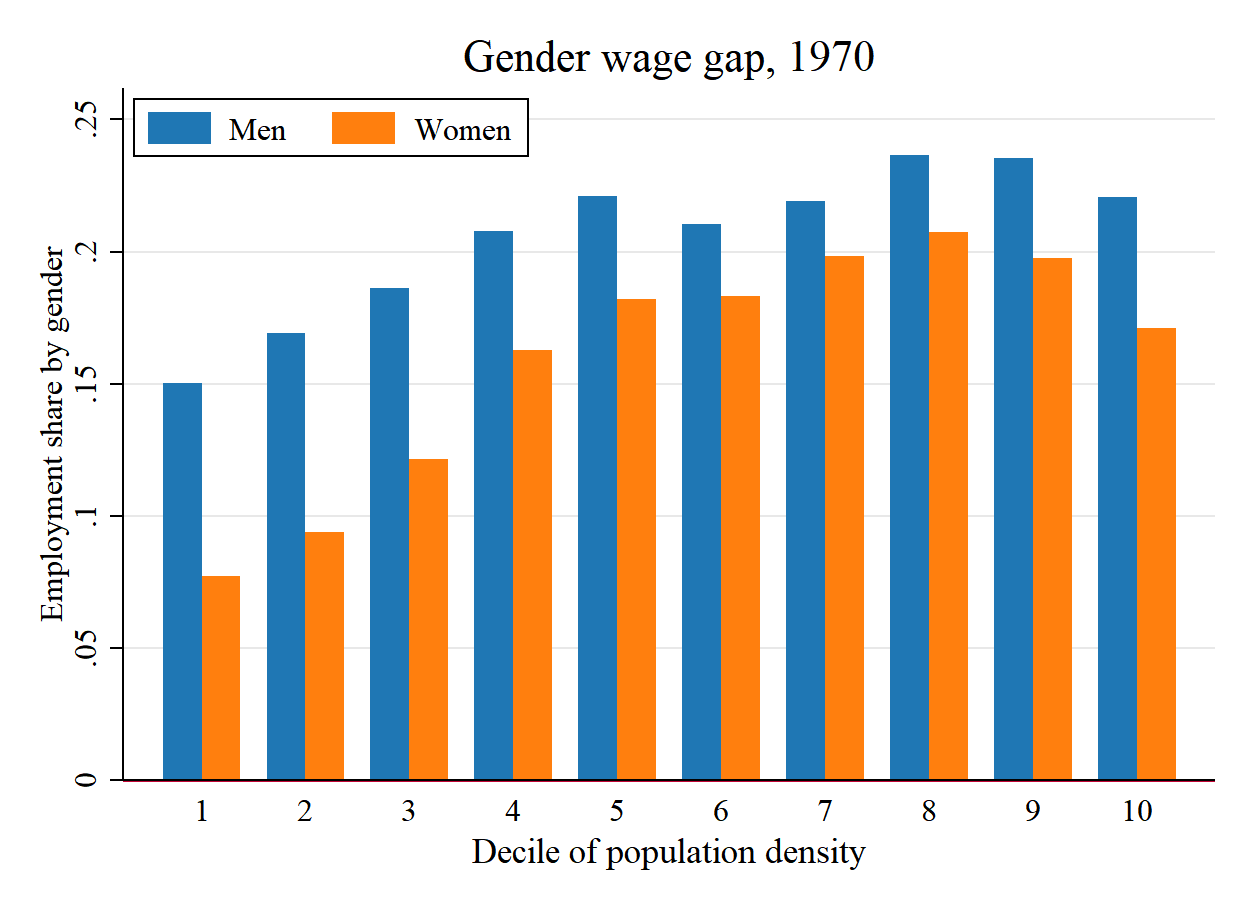 Gender wage gap, 1970
Men Women
Employment share by gender
.25
.2
.15
.1
.05
0
1 2 3 4 5 6 7 8 9 10
Decile of population density